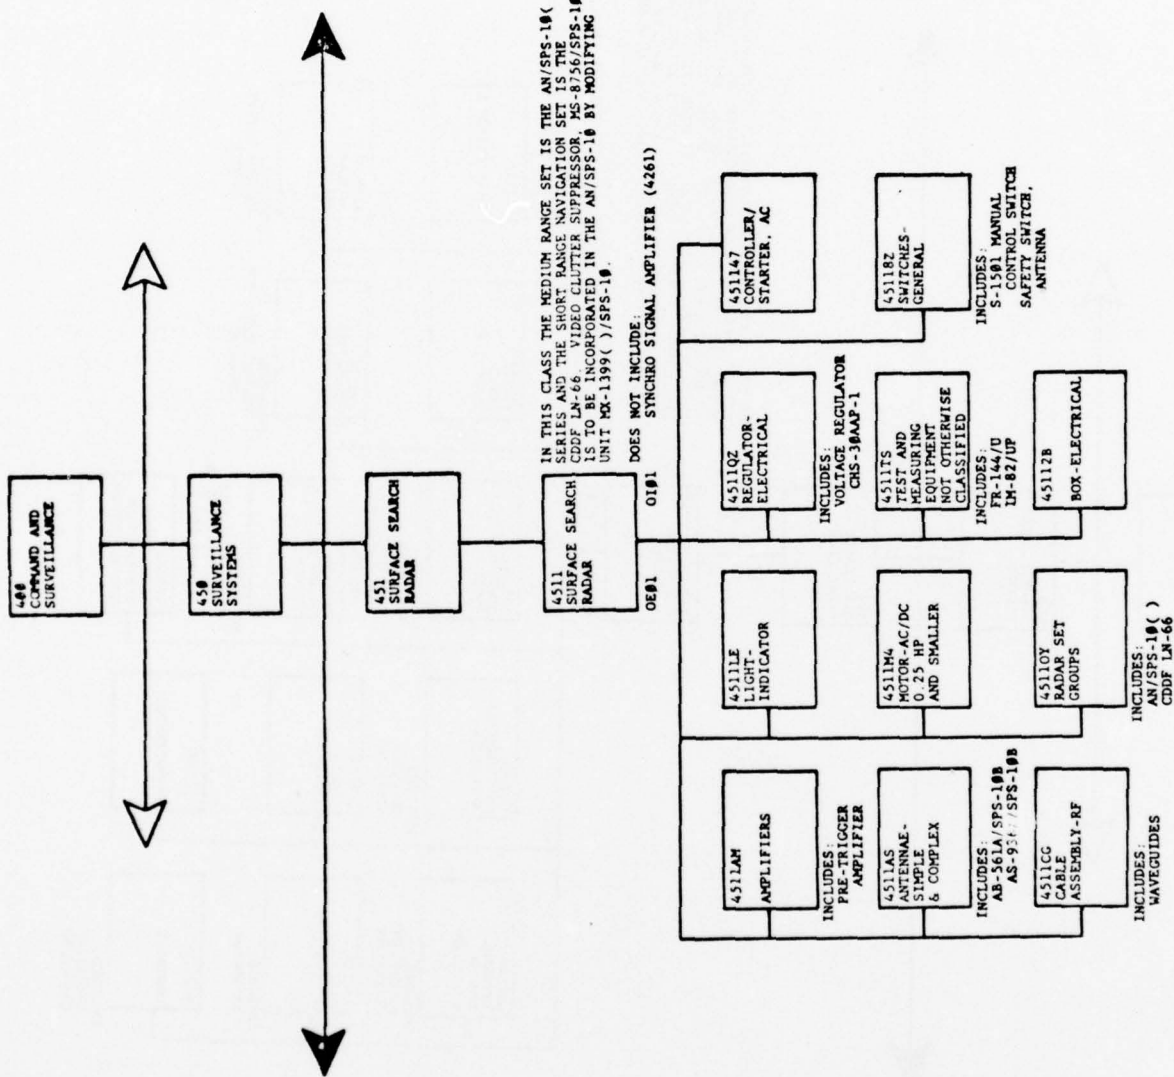 400
COMMAND AND
SURVEILLANCE
450
SURVEILLANCE
SYSTEMS
451
SURFACE SEARCH
RADAR
4511
SURFACE SEARCH
RADAR
OE01
OI01
IN THIS CLASS THE MEDIUM RANGE SET IS THE AN/SPS-10(
SERIES AND THE SHORT RANGE NAVIGATION SET IS THE
CDDF LN-66. VIDEO CLUTTER SUPPRESSOR, MS-8756/SPS-10
IS TO BE INCORPORATED IN THE AN/SPS-10 BY MODIFYING
UNIT MX-1399( )/SPS-10.
DOES NOT INCLUDE:
SYNCHRO SIGNAL AMPLIFIER (4261)
4511AM
AMPLIFIERS
INCLUDES:
PRE-TRIGGER
AMPLIFIER
4511AS
ANTENNAE-
SIMPLE
& COMPLEX
INCLUDES:
AB-561A/SPS-10B
/SPS-10B
4511CG
CABLE
ASSEMBLY-RF
INCLUDES:
WAVEGUIDES
4511LE
LIGHT-
INDICATOR
4511M4
MOTOR-AC/DC
0.25 HP
AND SMALLER
4511OY
RADAR SET
GROUPS
INCLUDES:
AN/SPS-10( )
CDDF LN-66
4511QZ
REGULATOR-
ELECTRICAL
INCLUDES:
VOLTAGE REGULATOR
CHS-30AAP-1
4511TS
TEST AND
MEASURING
EQUIPMENT
NOT OTHERWISE
CLASSIFIED
INCLUDES:
FR-144/U
IM-82/UP
45112B
BOX-ELECTRICAL
451147
CONTROLLER/
STARTER, AC
45118Z
SWITCHES-
GENERAL
INCLUDES:
S-1501 MANUAL
CONTROL SWITCH
SAFETY SWITCH,
ANTENNA